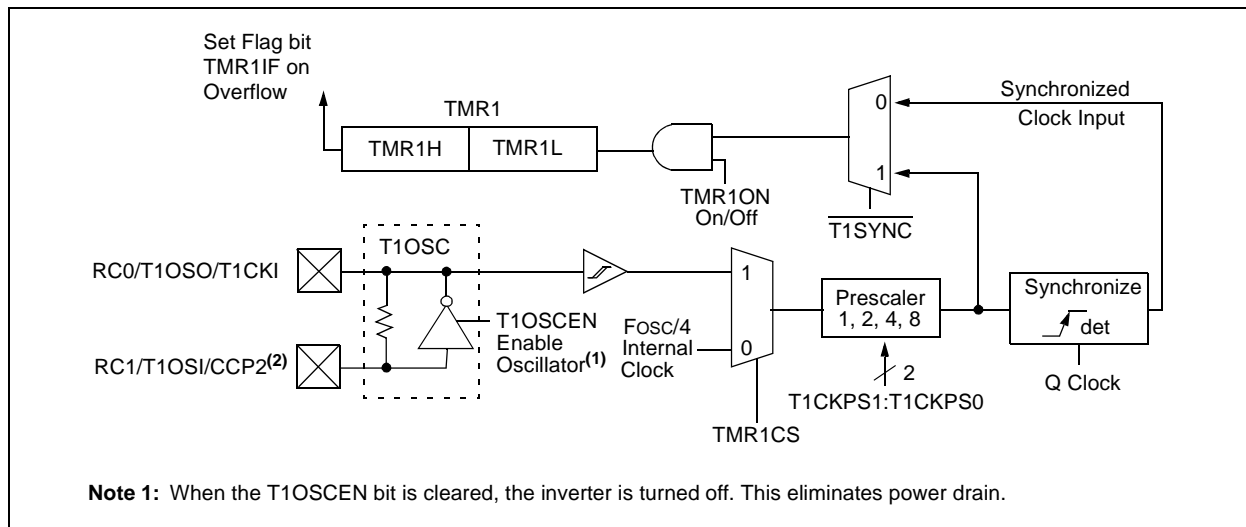 Set Flag bit
TMR1IF on
Overflow
TMR1
TMR1H
TMR1L
TMR1ON
On/Off
0
1
T1SYNC
Synchronized
Clock Input
RC0/T1OSO/T1CKI
T1OSC
RC1/T1OSI/CCP2(2)
T1OSCEN
Enable
Oscillator(1)
FOSC/4
Internal
Clock
1
0
TMR1CS
Prescaler
1, 2, 4, 8
2
T1CKPS1:T1CKPS0
Synchronize
det
Q Clock
Note 1: When the T1OSCEN bit is cleared, the inverter is turned off. This eliminates power drain.